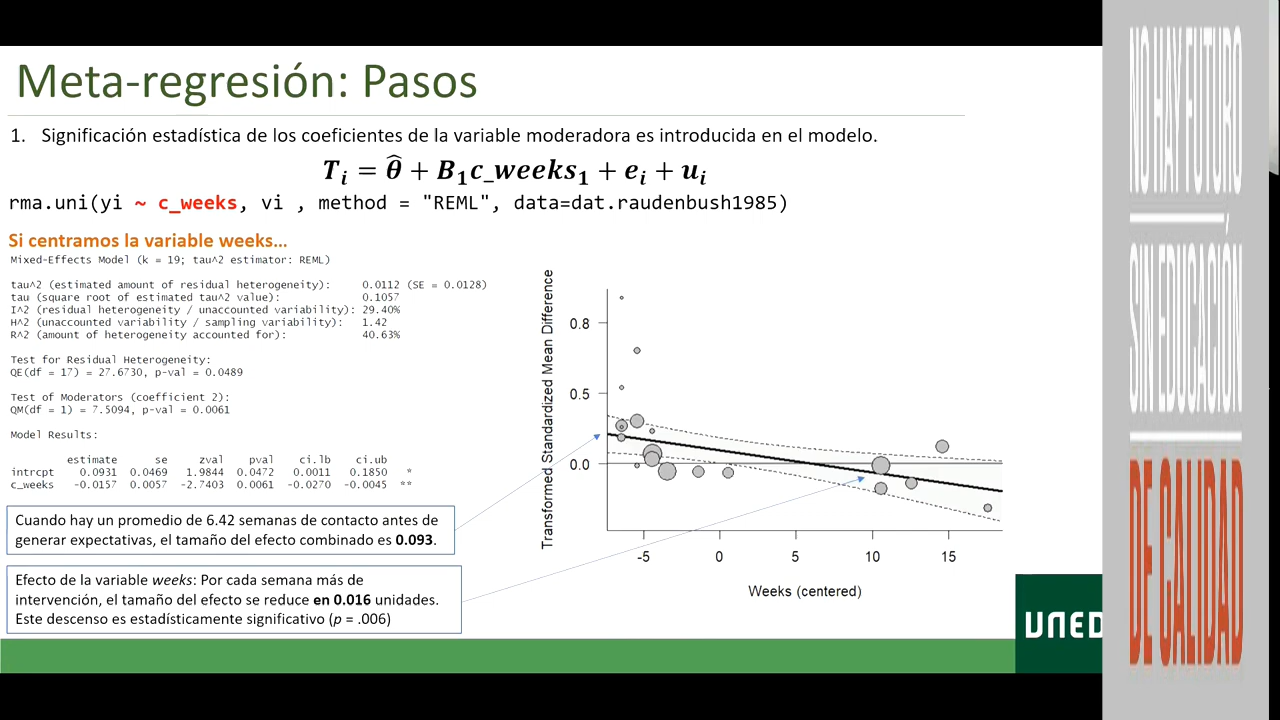 Meta-regresión: Pasos
1. Significación estadística de los coeficientes de la variable moderadora es introducida en el modelo.
T_i = θ̂ + B_1c_weeks_1 + e_i + u_i
rma.uni(yi ~ c_weeks, vi , method = "REML", data=dat.raudenbush1985)
Si centramos la variable weeks…
Mixed-Effects Model (k = 19; tau^2 estimator: REML)
tau^2 (estimated amount of residual heterogeneity): 0.0112 (SE = 0.0128)
tau (square root of estimated tau^2 value): 0.1057
I^2 (residual heterogeneity / unaccounted variability): 29.40%
H^2 (unaccounted variability / sampling variability): 1.42
R^2 (amount of heterogeneity accounted for): 40.63%
Test for Residual Heterogeneity:
QE(df = 17) = 27.6730, p-val = 0.0489
Test of Moderators (coefficient 2):
QM(df = 1) = 7.5094, p-val = 0.0061
Model Results:
estimate se zval pval ci.lb ci.ub
intrcpt 0.0931 0.0469 1.9844 0.0472 0.0011 0.1850 *
c_weeks -0.0157 0.0057 -2.7403 0.0061 -0.0270 -0.0045 **
Cuando hay un promedio de 6.42 semanas de contacto antes de
generar expectativas, el tamaño del efecto combinado es 0.093.
Efecto de la variable weeks: Por cada semana más de
intervención, el tamaño del efecto se reduce en 0.016 unidades.
Este descenso es estadísticamente significativo (p = .006)
Transformed Standardized Mean Difference
0.8
0.5
0.0
-5 0 5 10 15
Weeks (centered)
UNED
NO HAY FUTURO
SIN EDUCACIÓN
DE CALIDAD